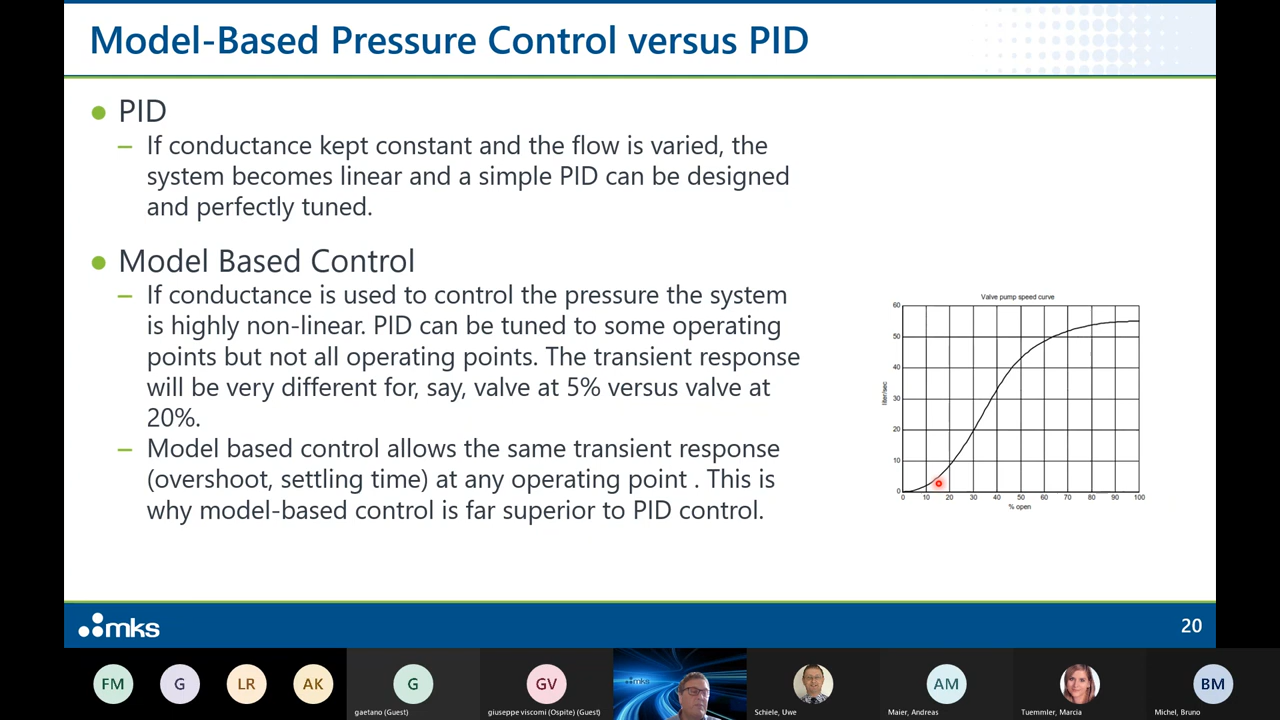 Model-Based Pressure Control versus PID
PID
– If conductance kept constant and the flow is varied, the
system becomes linear and a simple PID can be designed
and perfectly tuned.
Model Based Control
– If conductance is used to control the pressure the system
is highly non-linear. PID can be tuned to some operating
points but not all operating points. The transient response
will be very different for, say, valve at 5% versus valve at
20%.
– Model based control allows the same transient response
(overshoot, settling time) at any operating point . This is
why model-based control is far superior to PID control.
Valve pump speed curve
60
50
40
30
20
10
0
liter/sec
0 10 20 30 40 50 60 70 80 90 100
% open
mks
20
FM
G
LR
AK
G
gaetano (Guest)
GV
giuseppe viscomi (Ospite) (Guest)
mks
Schiele, Uwe
AM
Maier, Andreas
Tuemmler, Marcia
BM
Michel, Bruno